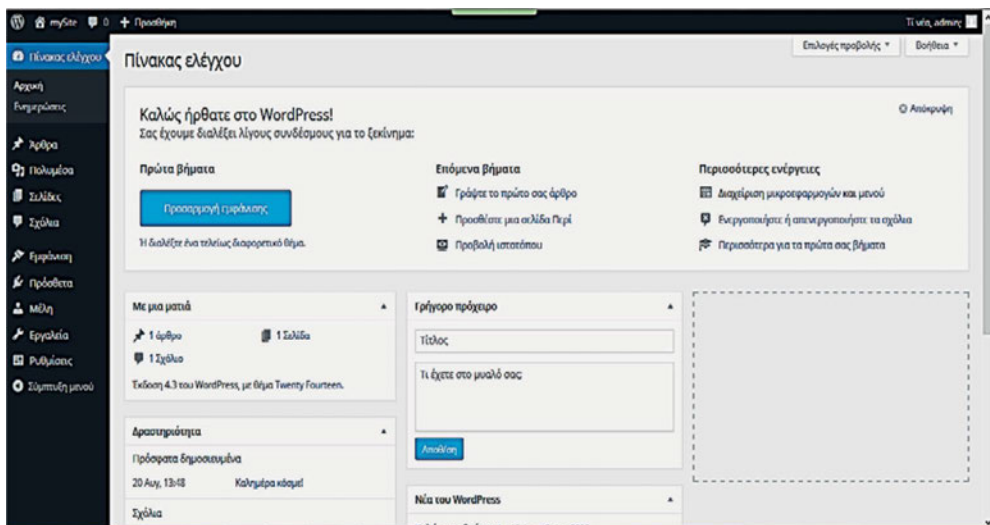 mySite 0 + Προσθήκη
Τι νέα, admin;
Πίνακας ελέγχου
Αρχική
Ενημερώσεις
Άρθρα
Πολυμέσα
Σελίδες
Σχόλια
Εμφάνιση
Πρόσθετα
Μέλη
Εργαλεία
Ρυθμίσεις
Σύμπτυξη μενού
Επιλογές προβολής
Βοήθεια
Πίνακας ελέγχου
Καλώς ήρθατε στο WordPress!
Απόκρυψη
Σας έχουμε διαλέξει λίγους συνδέσμους για το ξεκίνημα:
Πρώτα βήματα
Προσαρμογή εμφάνισης
Ή διαλέξτε ένα τελείως διαφορετικό θέμα.
Επόμενα βήματα
Γράψτε το πρώτο σας άρθρο
Προσθέστε μια σελίδα Περί
Προβολή ιστοτόπου
Περισσότερες ενέργειες
Διαχείριση μικροεφαρμογών και μενού
Ενεργοποιήστε ή απενεργοποιήστε τα σχόλια
Περισσότερα για τα πρώτα σας βήματα
Με μια ματιά
1 άρθρο
1 Σελίδα
1 Σχόλιο
Έκδοση 4.3 του WordPress, με θέμα Twenty Fourteen.
Δραστηριότητα
Πρόσφατα δημοσιευμένα
20 Αυγ, 13:48 Καλημέρα κόσμε!
Σχόλια
Γρήγορο πρόχειρο
Τίτλος
Τι έχετε στο μυαλό σας;
Αποθ/ση
Νέα του WordPress